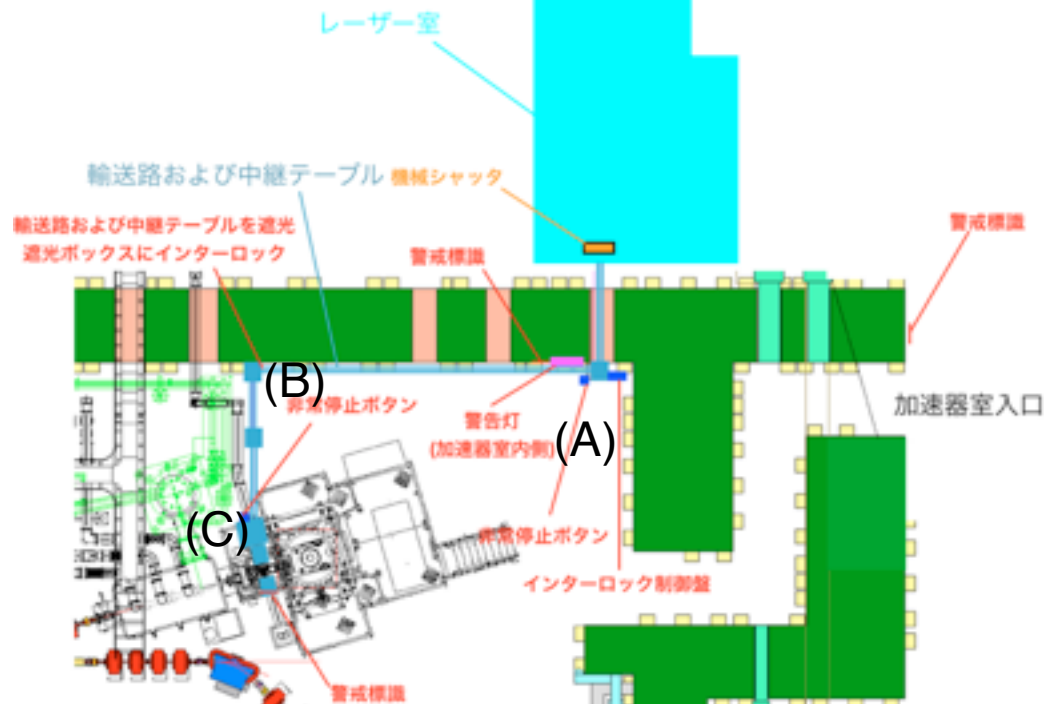 レーザー室
輸送路および中継テーブル
機械シャッタ
輸送路および中継テーブルを遮光
遮光ボックスにインターロック
警戒標識
警戒標識
(B)
非常停止ボタン
加速器室入口
警告灯
(加速器室内側)
(A)
(C)
非常停止ボタン
インターロック制御盤
警戒標識